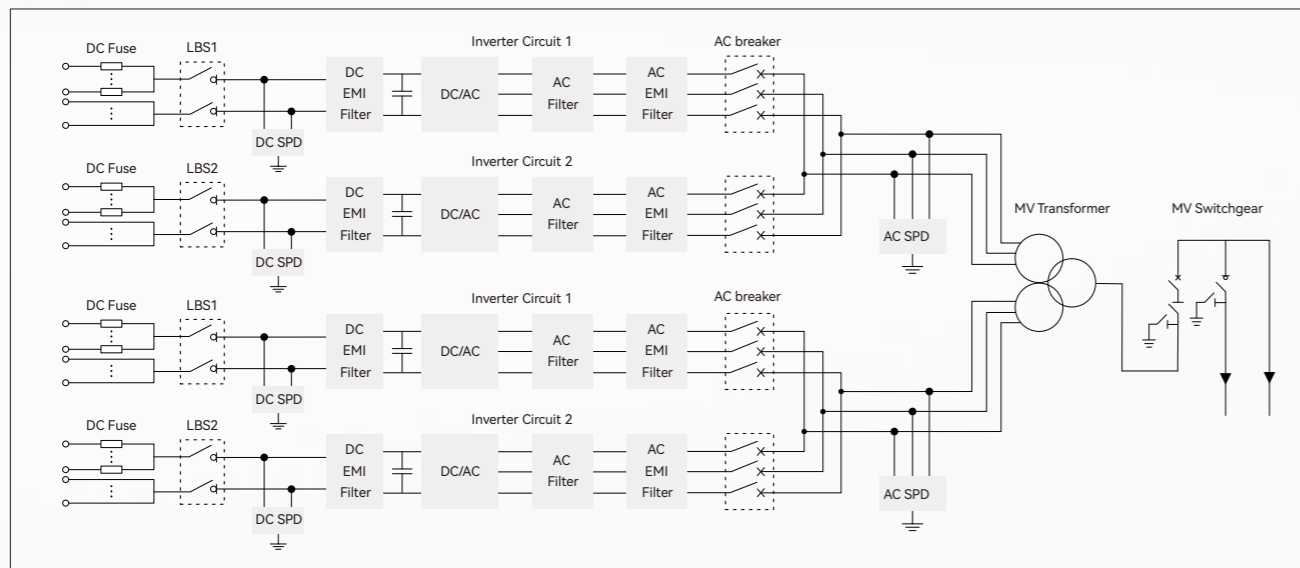 Inverter Circuit 1
AC breaker
DC Fuse
LBS1
DC
EMI
Filter
DC/AC
AC
Filter
AC
EMI
Filter
DC SPD
Inverter Circuit 2
DC Fuse
LBS2
DC
EMI
Filter
DC/AC
AC
Filter
AC
EMI
Filter
DC SPD
AC SPD
MV Transformer
MV Switchgear
Inverter Circuit 1
AC breaker
DC Fuse
LBS1
DC
EMI
Filter
DC/AC
AC
Filter
AC
EMI
Filter
DC SPD
Inverter Circuit 2
DC Fuse
LBS2
DC
EMI
Filter
DC/AC
AC
Filter
AC
EMI
Filter
DC SPD
AC SPD